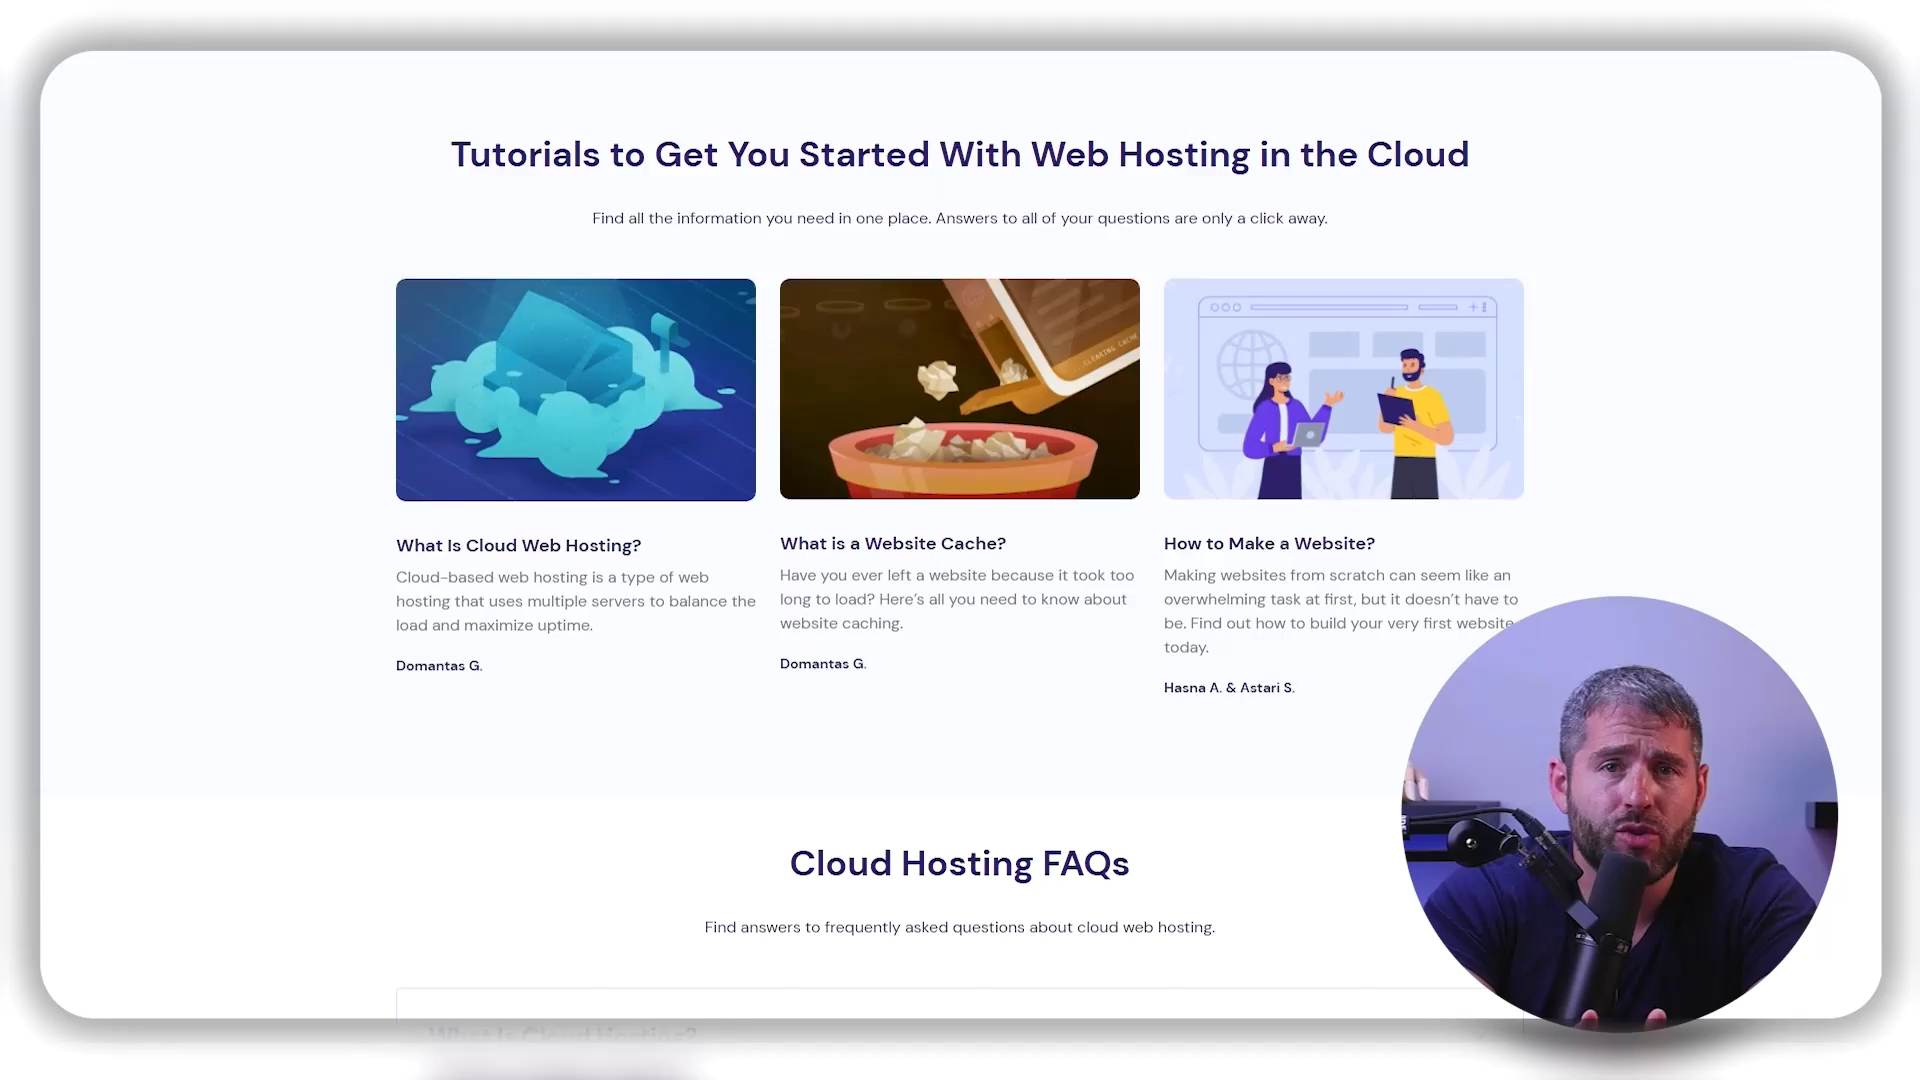 Tutorials to Get You Started With Web Hosting in the Cloud
Find all the information you need in one place. Answers to all of your questions are only a click away.
CLEARING CACHE
What Is Cloud Web Hosting?
Cloud-based web hosting is a type of web
hosting that uses multiple servers to balance the
load and maximize uptime.
Domantas G.
What is a Website Cache?
Have you ever left a website because it took too
long to load? Here's all you need to know about
website caching.
Domantas G.
How to Make a Website?
Making websites from scratch can seem like an
overwhelming task at first, but it doesn't have to
be. Find out how to build your very first website
today.
Hasna A. & Astari S.
Cloud Hosting FAQs
Find answers to frequently asked questions about cloud web hosting.
What Is Cloud Hosting?